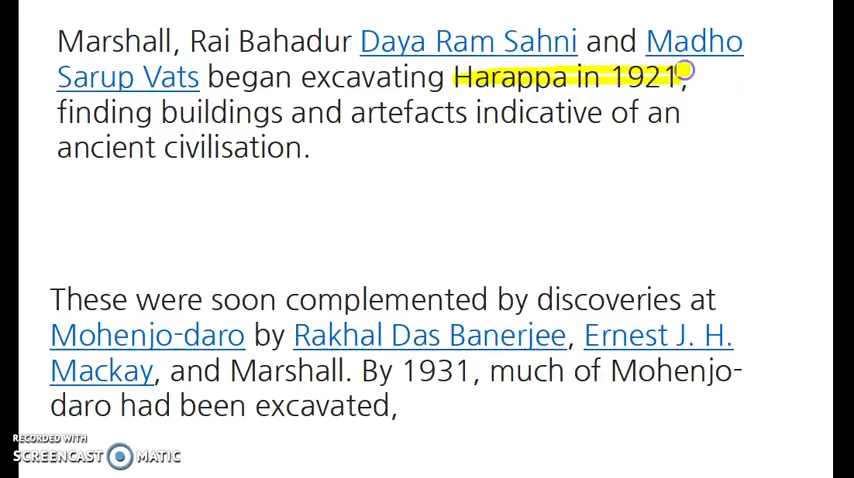 Marshall, Rai Bahadur Daya Ram Sahni and Madho
Sarup Vats began excavating Harappa in 1921,
finding buildings and artefacts indicative of an
ancient civilisation.
These were soon complemented by discoveries at
Mohenjo-daro by Rakhal Das Banerjee, Ernest J. H.
Mackay, and Marshall. By 1931, much of Mohenjo-
daro had been excavated,
RECORDED WITH
SCREENCAST MATIC